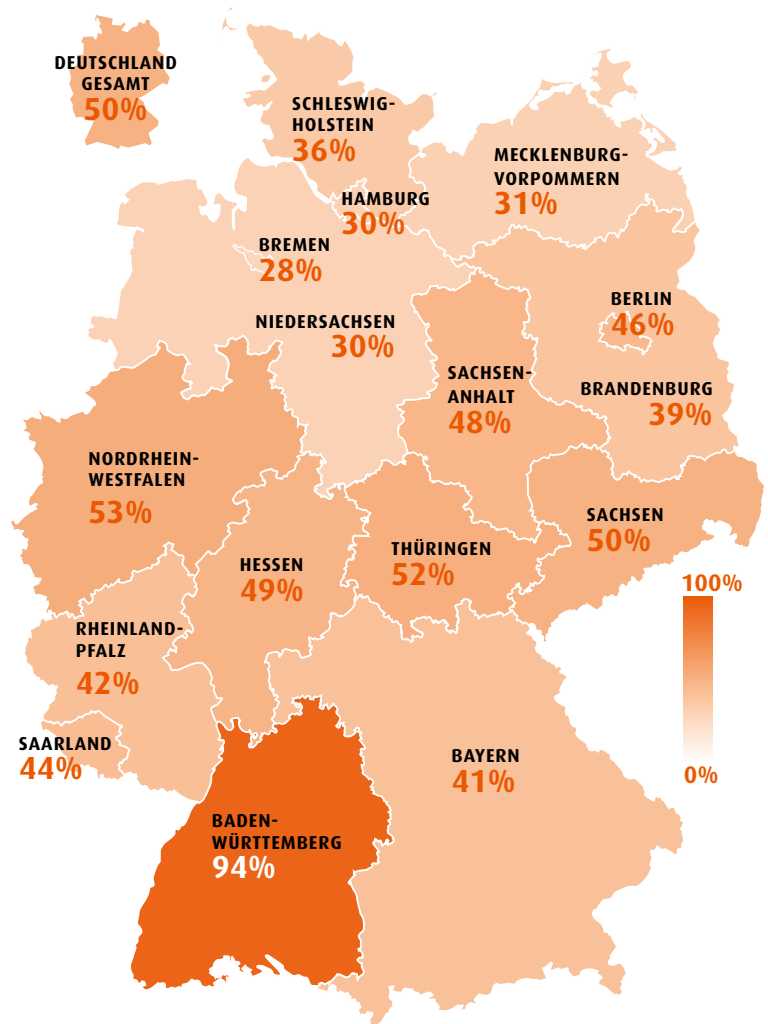 DEUTSCHLAND
GESAMT
50%
SCHLESWIG-
HOLSTEIN
36%
MECKLENBURG-
VORPOMMERN
31%
HAMBURG
30%
BREMEN
28%
NIEDERSACHSEN
30%
BERLIN
46%
SACHSEN-
ANHALT
48%
BRANDENBURG
39%
NORDRHEIN-
WESTFALEN
53%
HESSEN
49%
THÜRINGEN
52%
SACHSEN
50%
100%
0%
RHEINLAND-
PFALZ
42%
SAARLAND
44%
BAYERN
41%
BADEN-
WÜRTTEMBERG
94%